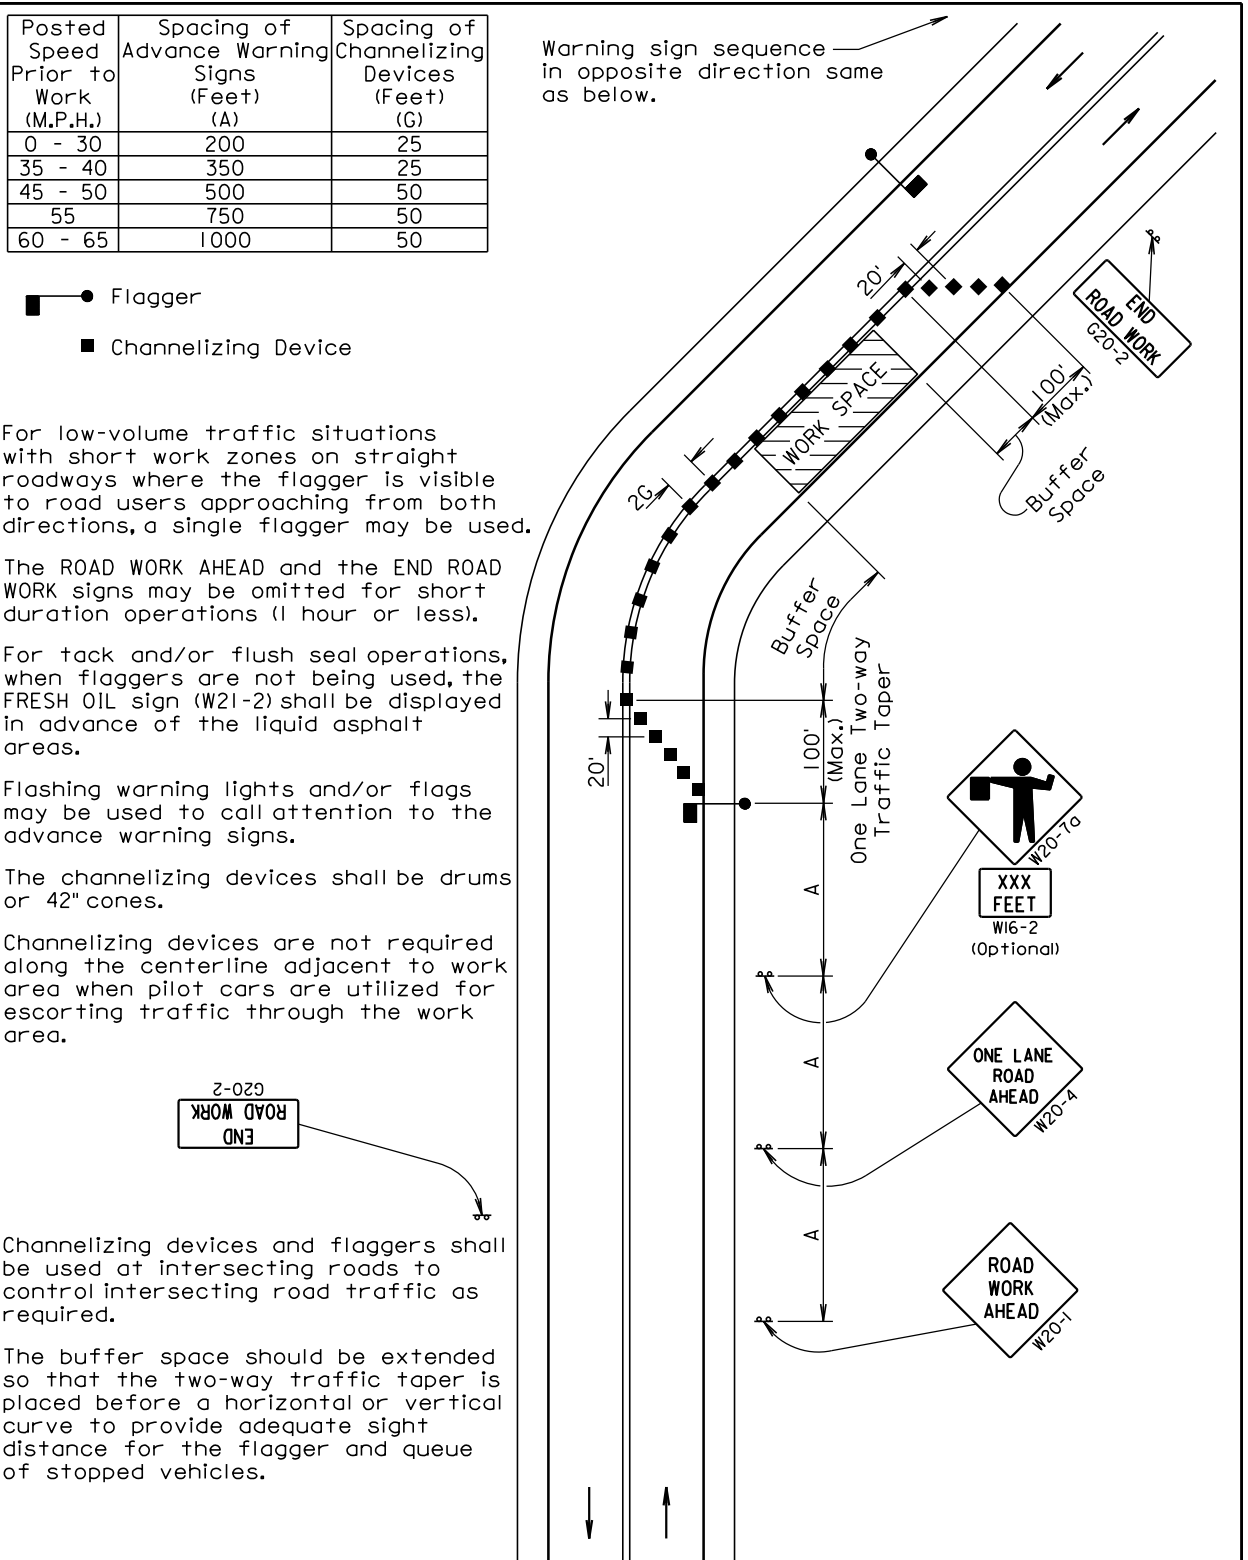 Posted Speed Prior to Work (M.P.H.)
Spacing of Advance Warning Signs (Feet) (A)
Spacing of Channelizing Devices (Feet) (G)
0 - 30 200 25
35 - 40 350 25
45 - 50 500 50
55 750 50
60 - 65 1000 50
Flagger
Channelizing Device
Warning sign sequence
in opposite direction same
as below.
For low-volume traffic situations
with short work zones on straight
roadways where the flagger is visible
to road users approaching from both
directions, a single flagger may be used.
The ROAD WORK AHEAD and the END ROAD
WORK signs may be omitted for short
duration operations (1 hour or less).
For tack and/or flush seal operations,
when flaggers are not being used, the
FRESH OIL sign (W21-2) shall be displayed
in advance of the liquid asphalt
areas.
Flashing warning lights and/or flags
may be used to call attention to the
advance warning signs.
The channelizing devices shall be drums
or 42" cones.
Channelizing devices are not required
along the centerline adjacent to work
area when pilot cars are utilized for
escorting traffic through the work
area.
END
ROAD WORK
G20-2
Channelizing devices and flaggers shall
be used at intersecting roads to
control intersecting road traffic as
required.
The buffer space should be extended
so that the two-way traffic taper is
placed before a horizontal or vertical
curve to provide adequate sight
distance for the flagger and queue
of stopped vehicles.
20'
END
ROAD WORK
G20-2
100'
(Max.)
Buffer
Space
WORK SPACE
2G
Buffer
Space
20'
100'
(Max.)
One Lane Two-way
Traffic Taper
A
W20-7a
XXX
FEET
W16-2
(Optional)
A
ONE LANE
ROAD
AHEAD
W20-4
A
ROAD
WORK
AHEAD
W20-1